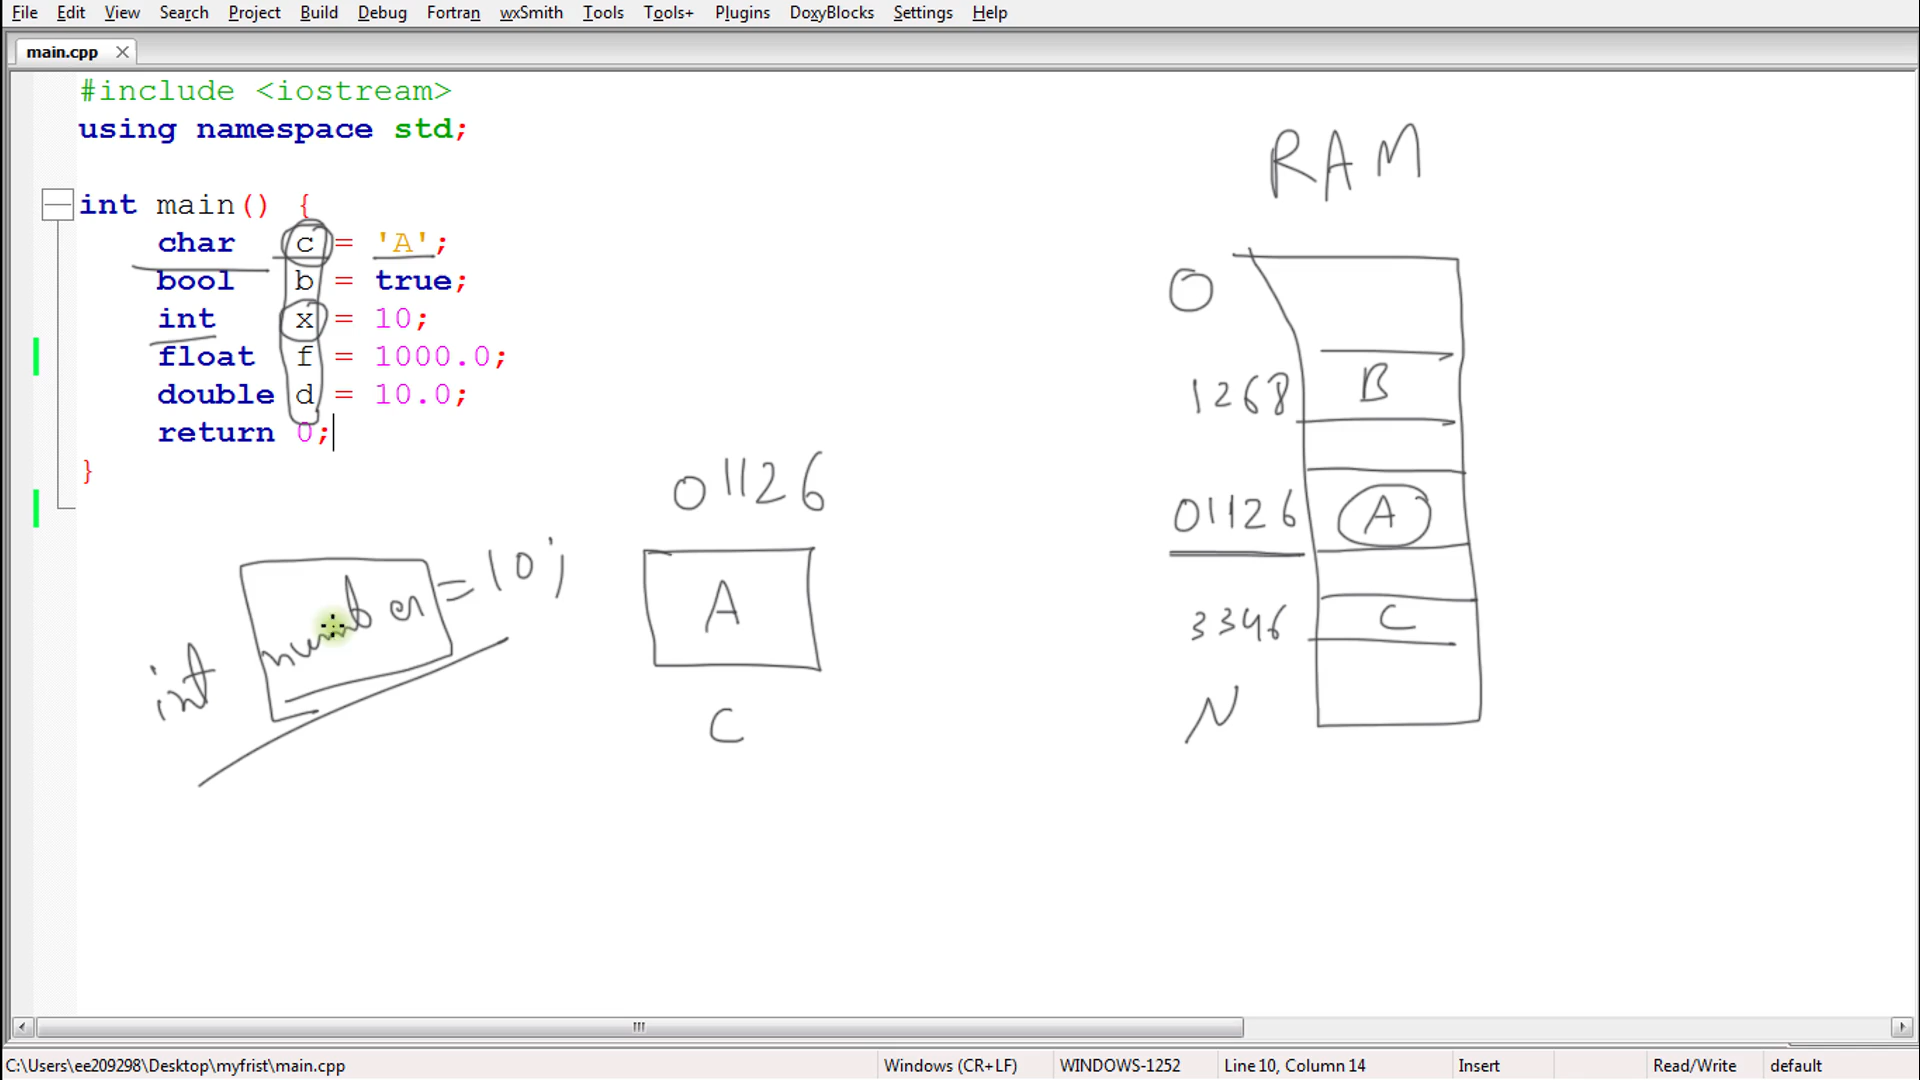 File Edit View Search Project Build Debug Fortran wxSmith Tools Tools+ Plugins DoxyBlocks Settings Help
main.cpp
#include <iostream>
using namespace std;
int main() {
char c = 'A';
bool b = true;
int x = 10;
float f = 1000.0;
double d = 10.0;
return 0;
}
int number = 10;
01126
A
C
RAM
0
1268 B
01126 A
3346 C
N
C:\Users\ee209298\Desktop\myfrist\main.cpp Windows (CR+LF) WINDOWS-1252 Line 10, Column 14 Insert Read/Write default